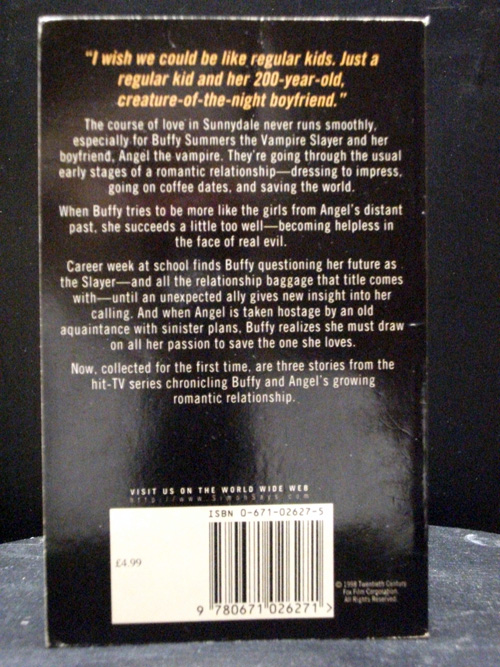 "I wish we could be like regular kids. Just a
regular kid and her 200-year-old,
creature-of-the-night boyfriend."
The course of love in Sunnydale never runs smoothly,
especially for Buffy Summers the Vampire Slayer and her
boyfriend, Angel the vampire. They're going through the usual
early stages of a romantic relationship—dressing to impress,
going on coffee dates, and saving the world.
When Buffy tries to be more like the girls from Angel's distant
past, she succeeds a little too well—becoming helpless in
the face of real evil.
Career week at school finds Buffy questioning her future as
the Slayer—and all the relationship baggage that title comes
with—until an unexpected ally gives new insight into her
calling. And when Angel is taken hostage by an old
aquaintance with sinister plans, Buffy realizes she must draw
on all her passion to save the one she loves.
Now, collected for the first time, are three stories from the
hit-TV series chronicling Buffy and Angel's growing
romantic relationship.
VISIT US ON THE WORLD WIDE WEB
http://www.SimonSays.com
ISBN 0-671-02627-5
£4.99
9 780671 026271 >
© 1998 Twentieth Century
Fox Film Corporation.
All Rights Reserved.